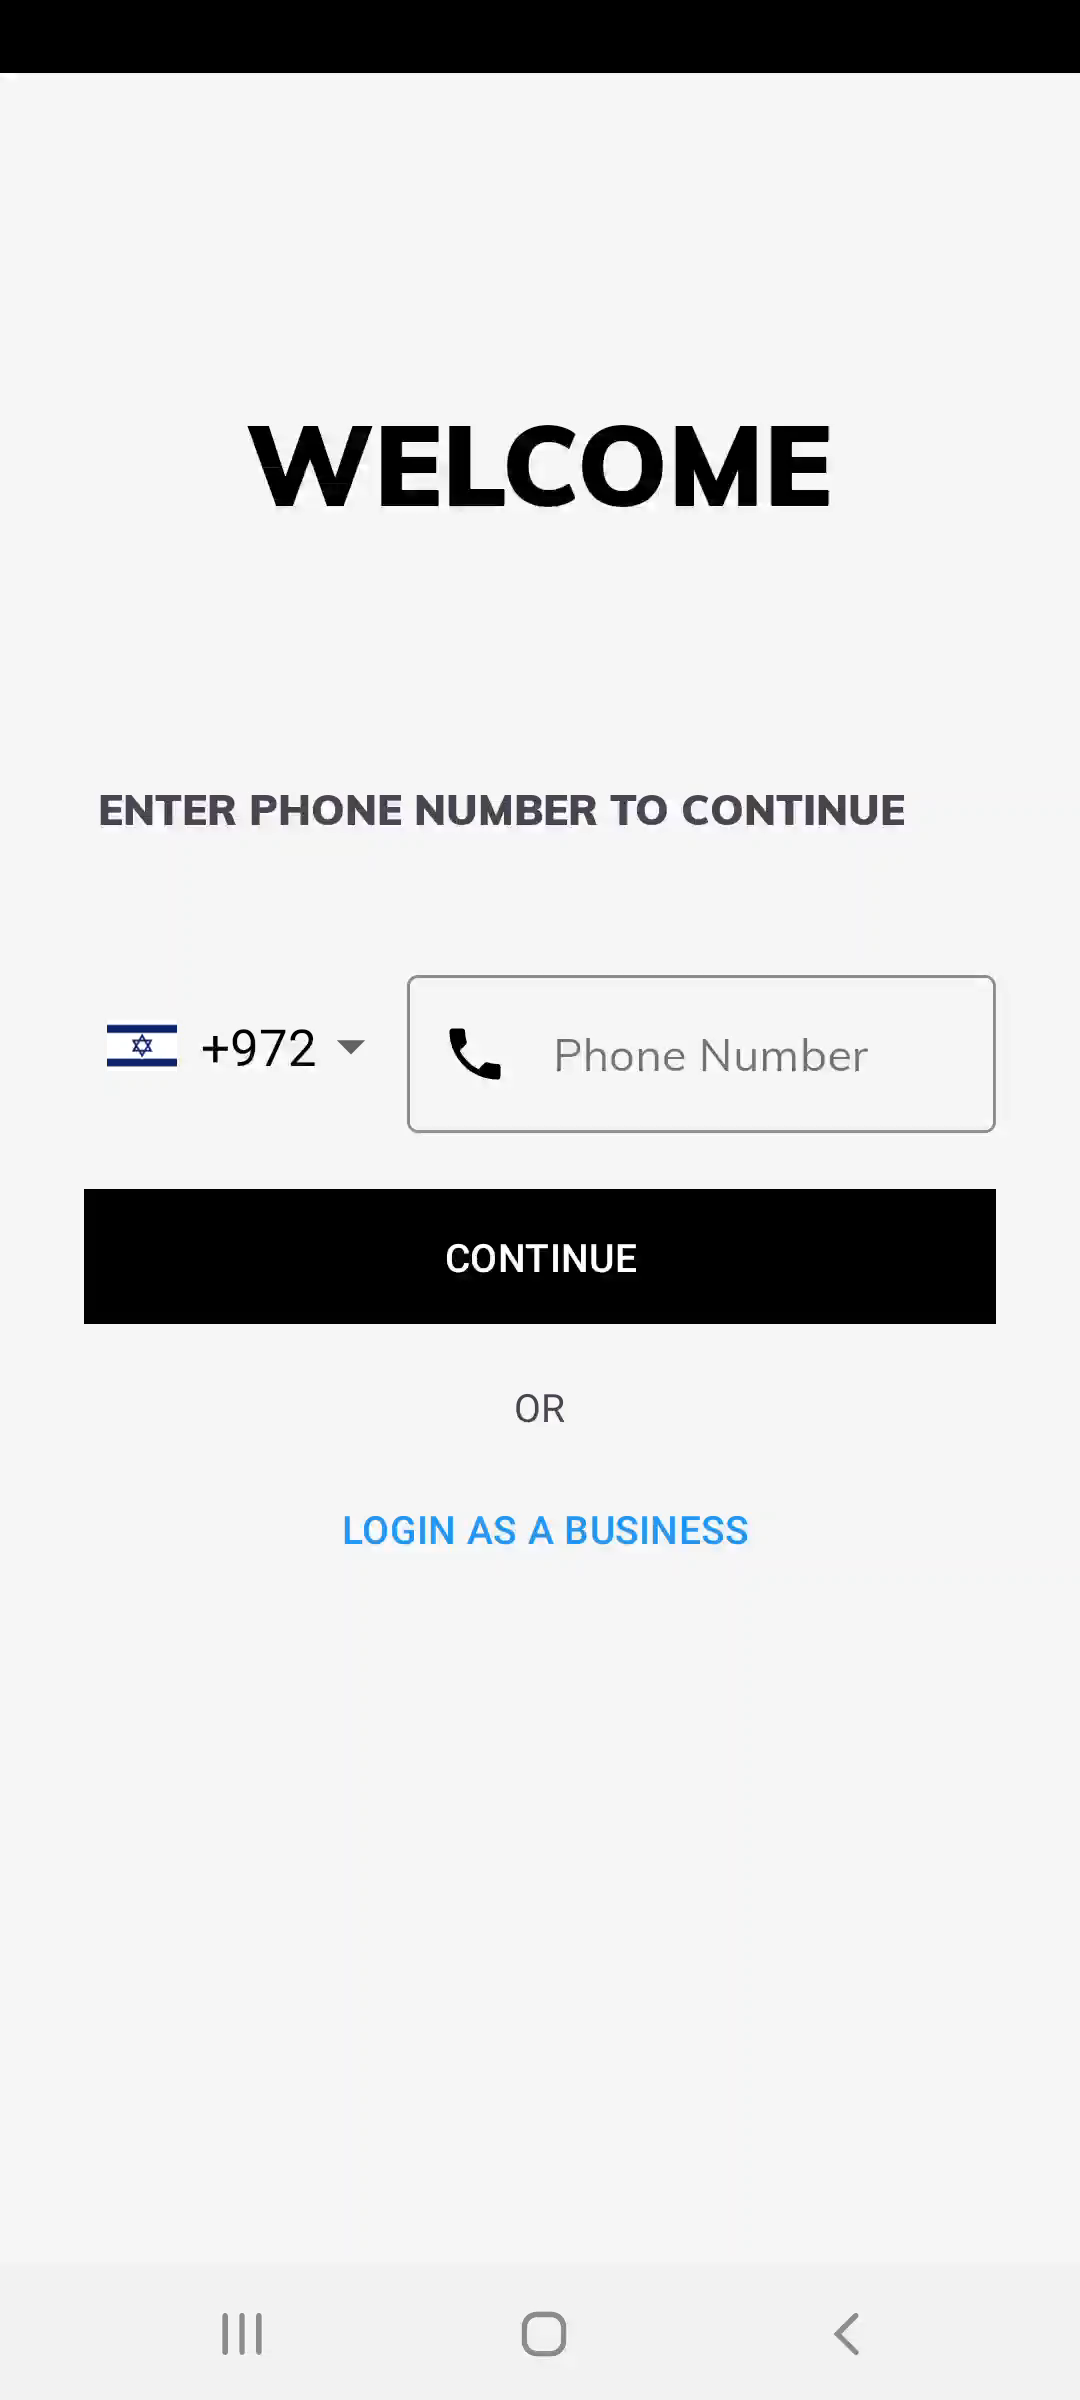 WELCOME
ENTER PHONE NUMBER TO CONTINUE
+972
Phone Number
CONTINUE
OR
LOGIN AS A BUSINESS